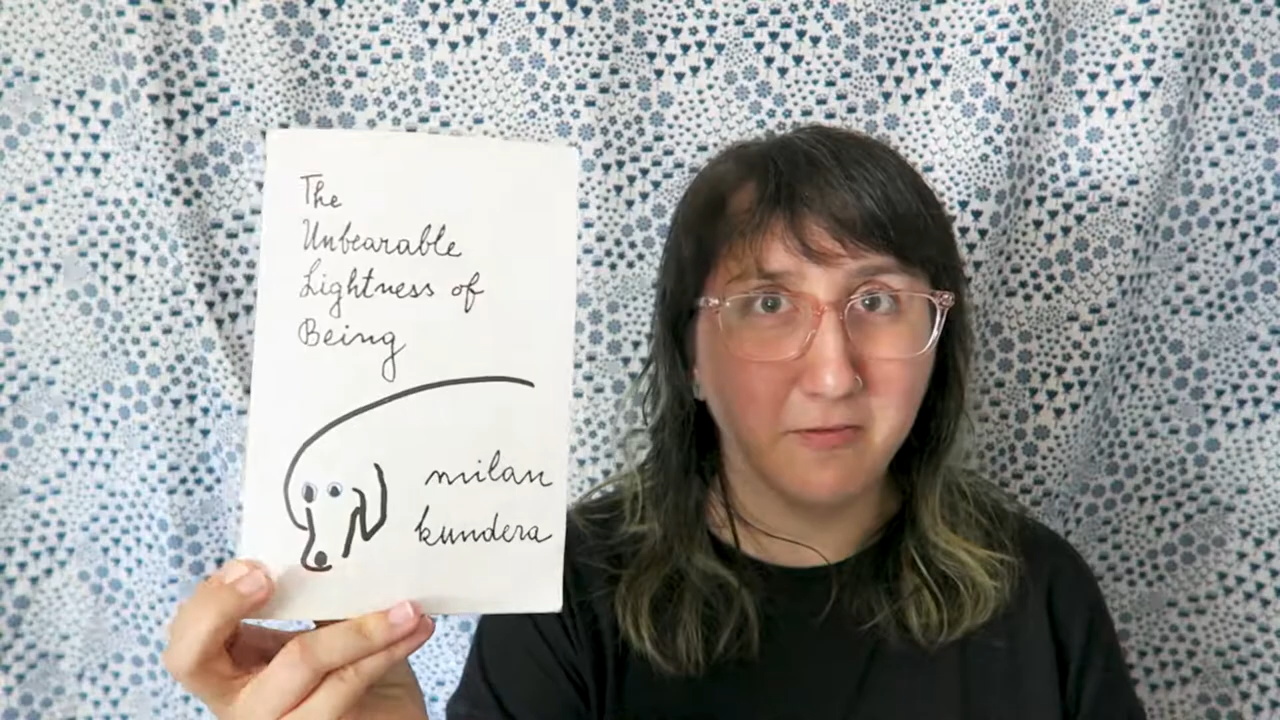 The
Unbearable
Lightness of
Being
milan
kundera